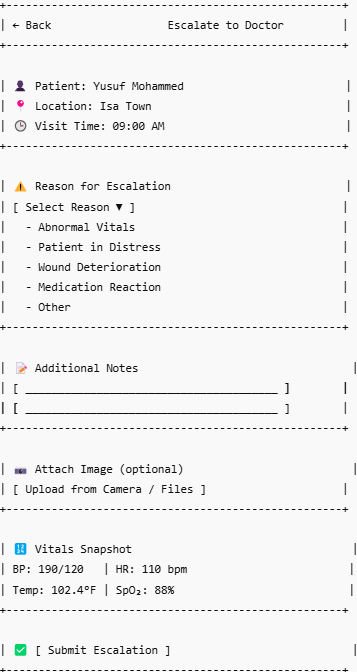 +------------------------------------------+
| ← Back                  Escalate to Doctor         |
+------------------------------------------+
| 👤 Patient: Yusuf Mohammed                         |
| 📍 Location: Isa Town                              |
| 🕒 Visit Time: 09:00 AM                            |
+------------------------------------------+
| ⚠️ Reason for Escalation                           |
| [ Select Reason ▼ ]                                |
|   - Abnormal Vitals                                |
|   - Patient in Distress                            |
|   - Wound Deterioration                            |
|   - Medication Reaction                            |
|   - Other                                          |
+------------------------------------------+
| 📝 Additional Notes                                |
| [ _______________________________________ ]        |
| [ _______________________________________ ]        |
+------------------------------------------+
| 📷 Attach Image (optional)                         |
| [ Upload from Camera / Files ]                     |
+------------------------------------------+
| 🔢 Vitals Snapshot                                 |
| BP: 190/120   | HR: 110 bpm                        |
| Temp: 102.4°F | SpO₂: 88%                          |
+------------------------------------------+
| ✅ [ Submit Escalation ]                           |
+------------------------------------------+